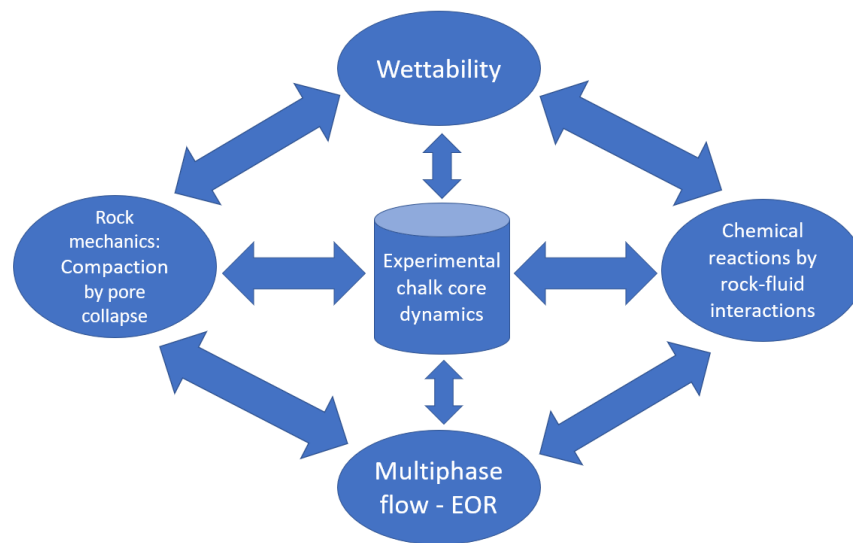 Wettability
Rock
mechanics:
Compaction
by pore
collapse
Experimental
chalk core
dynamics
Chemical
reactions by
rock-fluid
interactions
Multiphase
flow - EOR